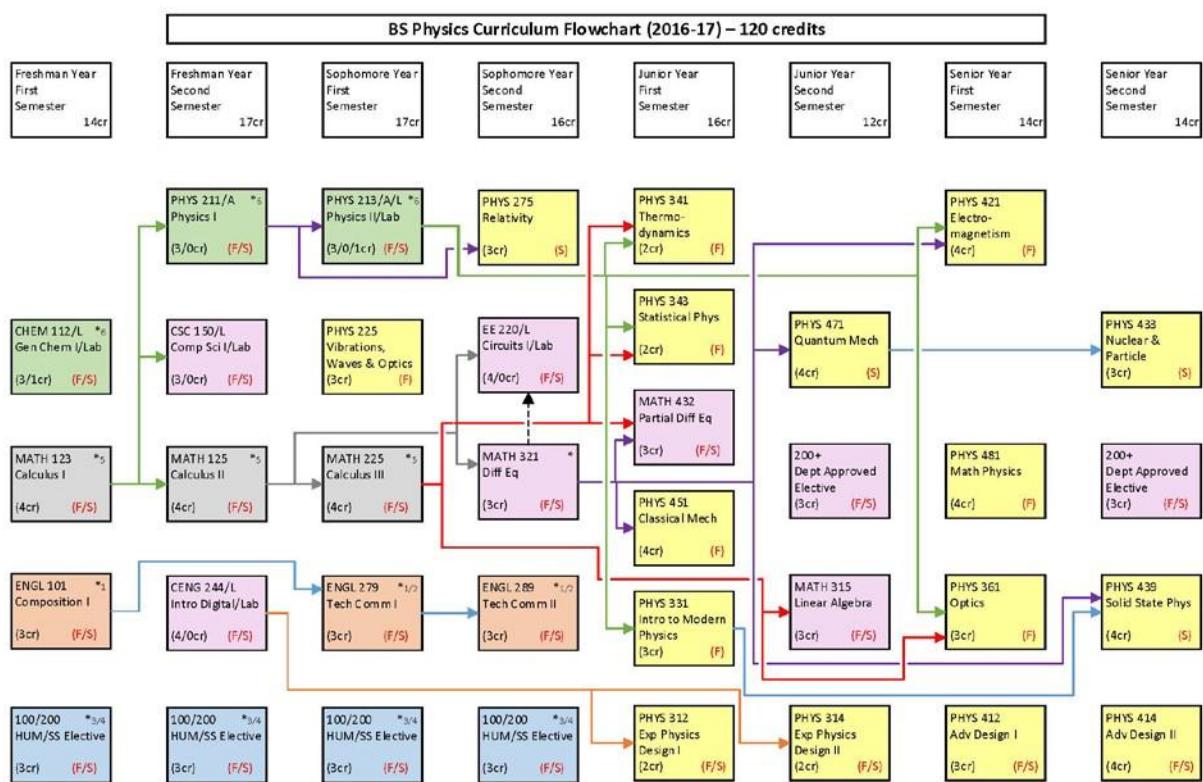 BS Physics Curriculum Flowchart (2016-17) – 120 credits
Freshman Year
First
Semester
14cr
Freshman Year
Second
Semester
17cr
Sophomore Year
First
Semester
17cr
Sophomore Year
Second
Semester
16cr
Junior Year
First
Semester
16cr
Junior Year
Second
Semester
12cr
Senior Year
First
Semester
14cr
Senior Year
Second
Semester
14cr
PHYS 211/A *6
Physics I
(3/0cr) (F/S)
PHYS 213/A/L *6
Physics II/Lab
(3/0/1cr) (F/S)
PHYS 275
Relativity
(3cr) (S)
PHYS 341
Thermo-
dynamics
(2cr) (F)
PHYS 421
Electro-
magnetism
(4cr) (F)
CHEM 112/L *6
Gen Chem I/Lab
(3/1cr) (F/S)
CSC 150/L
Comp Sci I/Lab
(3/0cr) (F/S)
PHYS 225
Vibrations,
Waves & Optics
(3cr) (F)
EE 220/L
Circuits I/Lab
(4/0cr) (F/S)
PHYS 343
Statistical Phys
(2cr) (F)
PHYS 471
Quantum Mech
(4cr) (S)
PHYS 433
Nuclear &
Particle
(3cr) (S)
MATH 432
Partial Diff Eq
(3cr) (F/S)
MATH 123 *5
Calculus I
(4cr) (F/S)
MATH 125 *5
Calculus II
(4cr) (F/S)
MATH 225 *5
Calculus III
(4cr) (F/S)
MATH 321 *
Diff Eq
(3cr) (F/S)
200+
Dept Approved
Elective
(3cr) (F/S)
PHYS 481
Math Physics
(4cr) (F)
200+
Dept Approved
Elective
(3cr) (F/S)
PHYS 451
Classical Mech
(4cr) (F)
ENGL 101 *1
Composition I
(3cr) (F/S)
CENG 244/L
Intro Digital/Lab
(4/0cr) (F/S)
ENGL 279 *1/2
Tech Comm I
(3cr) (F/S)
ENGL 289 *1/2
Tech Comm II
(3cr) (F/S)
PHYS 331
Intro to Modern
Physics
(3cr) (F)
MATH 315
Linear Algebra
(3cr) (F/S)
PHYS 361
Optics
(3cr) (F)
PHYS 439
Solid State Phys
(4cr) (S)
100/200 *3/4
HUM/SS Elective
(3cr) (F/S)
100/200 *3/4
HUM/SS Elective
(3cr) (F/S)
100/200 *3/4
HUM/SS Elective
(3cr) (F/S)
100/200 *3/4
HUM/SS Elective
(3cr) (F/S)
PHYS 312
Exp Physics
Design I
(2cr) (F/S)
PHYS 314
Exp Physics
Design II
(2cr) (F/S)
PHYS 412
Adv Design I
(3cr) (F/S)
PHYS 414
Adv Design II
(4cr) (F/S)